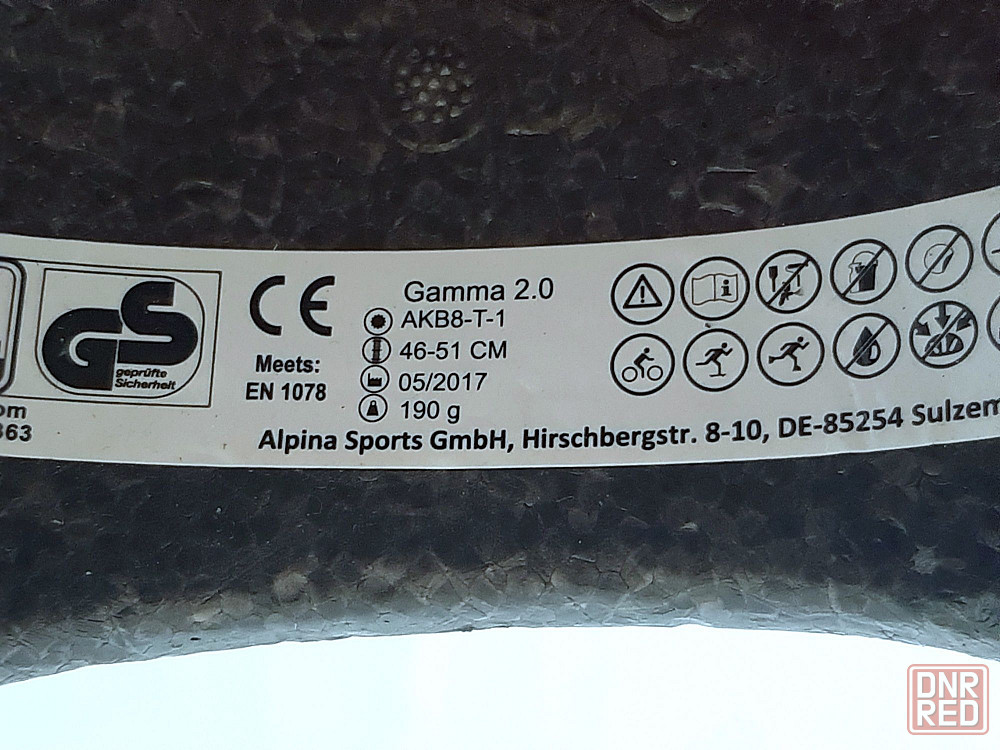 CE
Gamma 2.0
AKB8-T-1
46-51 CM
05/2017
190 g
Meets:
EN 1078
GS
geprüfte
Sicherheit
om
363
Alpina Sports GmbH, Hirschbergstr. 8-10, DE-85254 Sulzem
DNR
RED